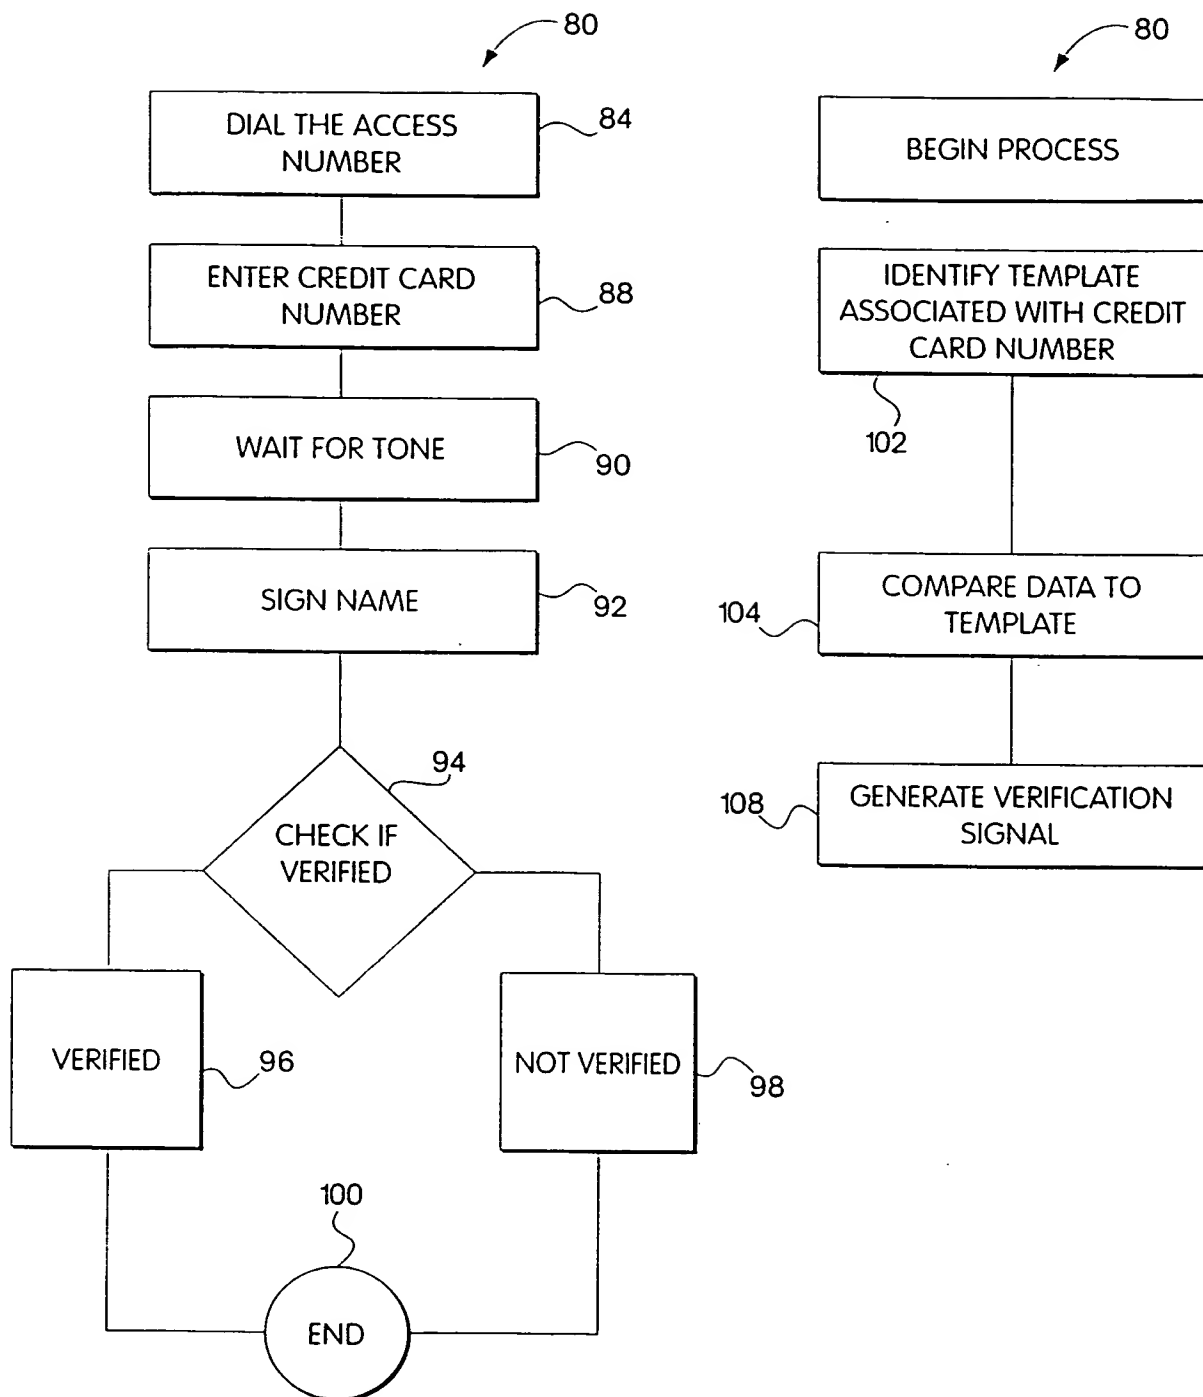 80
DIAL THE ACCESS
NUMBER
84
ENTER CREDIT CARD
NUMBER
88
WAIT FOR TONE
90
SIGN NAME
92
94
CHECK IF
VERIFIED
VERIFIED
96
NOT VERIFIED
98
100
END
80
BEGIN PROCESS
IDENTIFY TEMPLATE
ASSOCIATED WITH CREDIT
CARD NUMBER
102
104
COMPARE DATA TO
TEMPLATE
108
GENERATE VERIFICATION
SIGNAL